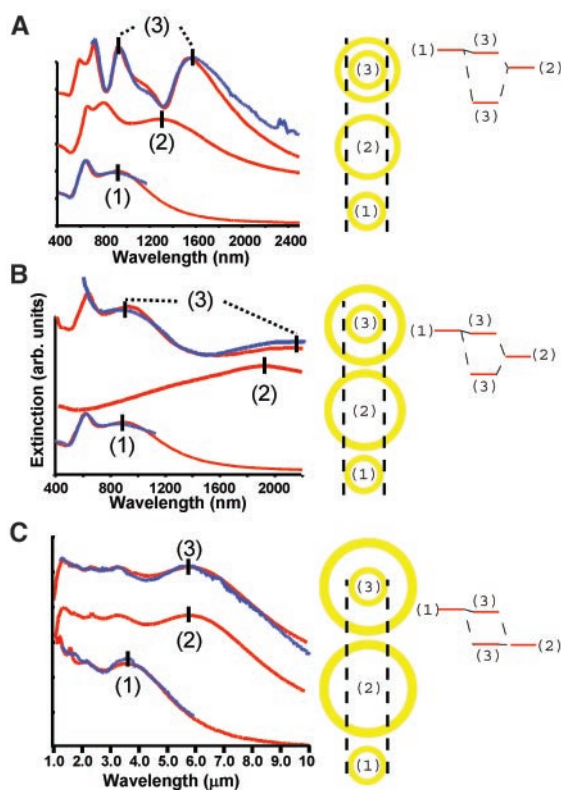 A
(3)
(2)
(1)
400 800 1200 1600 2000 2400
Wavelength (nm)
(3)
(2)
(1)
(1) (3) (2)
(3)
B
(3)
(2)
(1)
400 800 1200 1600 2000
Wavelength (nm)
Extinction (arb. units)
(3)
(2)
(1)
(1) (3) (2)
(3)
C
(3)
(2)
(1)
1.0 2.0 3.0 4.0 5.0 6.0 7.0 8.0 9.0 10
Wavelength (μm)
(3)
(2)
(1)
(1) (3)
(3) (2)